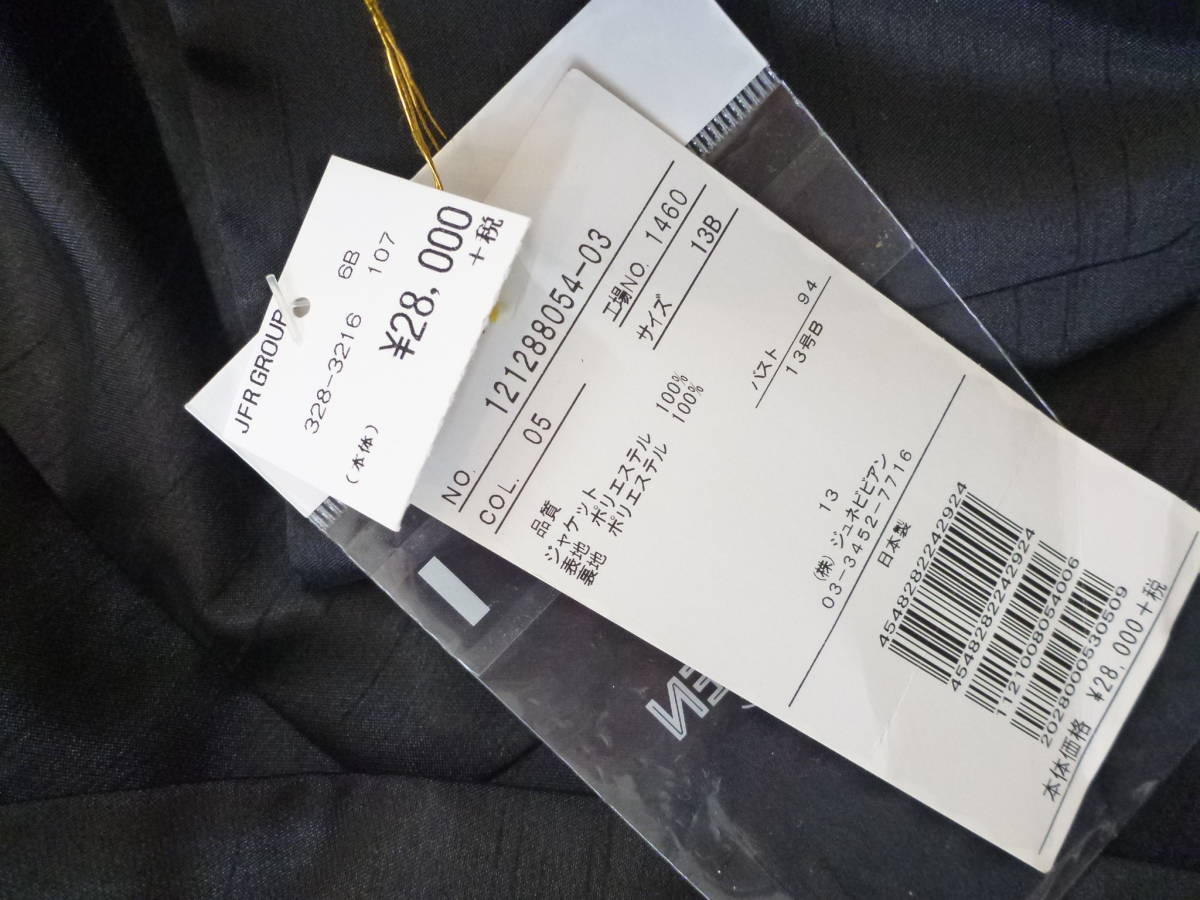 JFRGROUP
6B
328-3216 107
¥28,000
+税
(本体)
NO. 121288054-03
COL. 05
工場NO. 1460
サイズ 13B
品質
ジャケット
表地 ポリエステル 100%
裏地 ポリエステル 100%
バスト 94
13号B
13
(株)ジュネビビアン
03-3452-7716
日本製
4548282242924
4548282242924
1121008054006
2028000530509
本体価格 ¥28,000+税